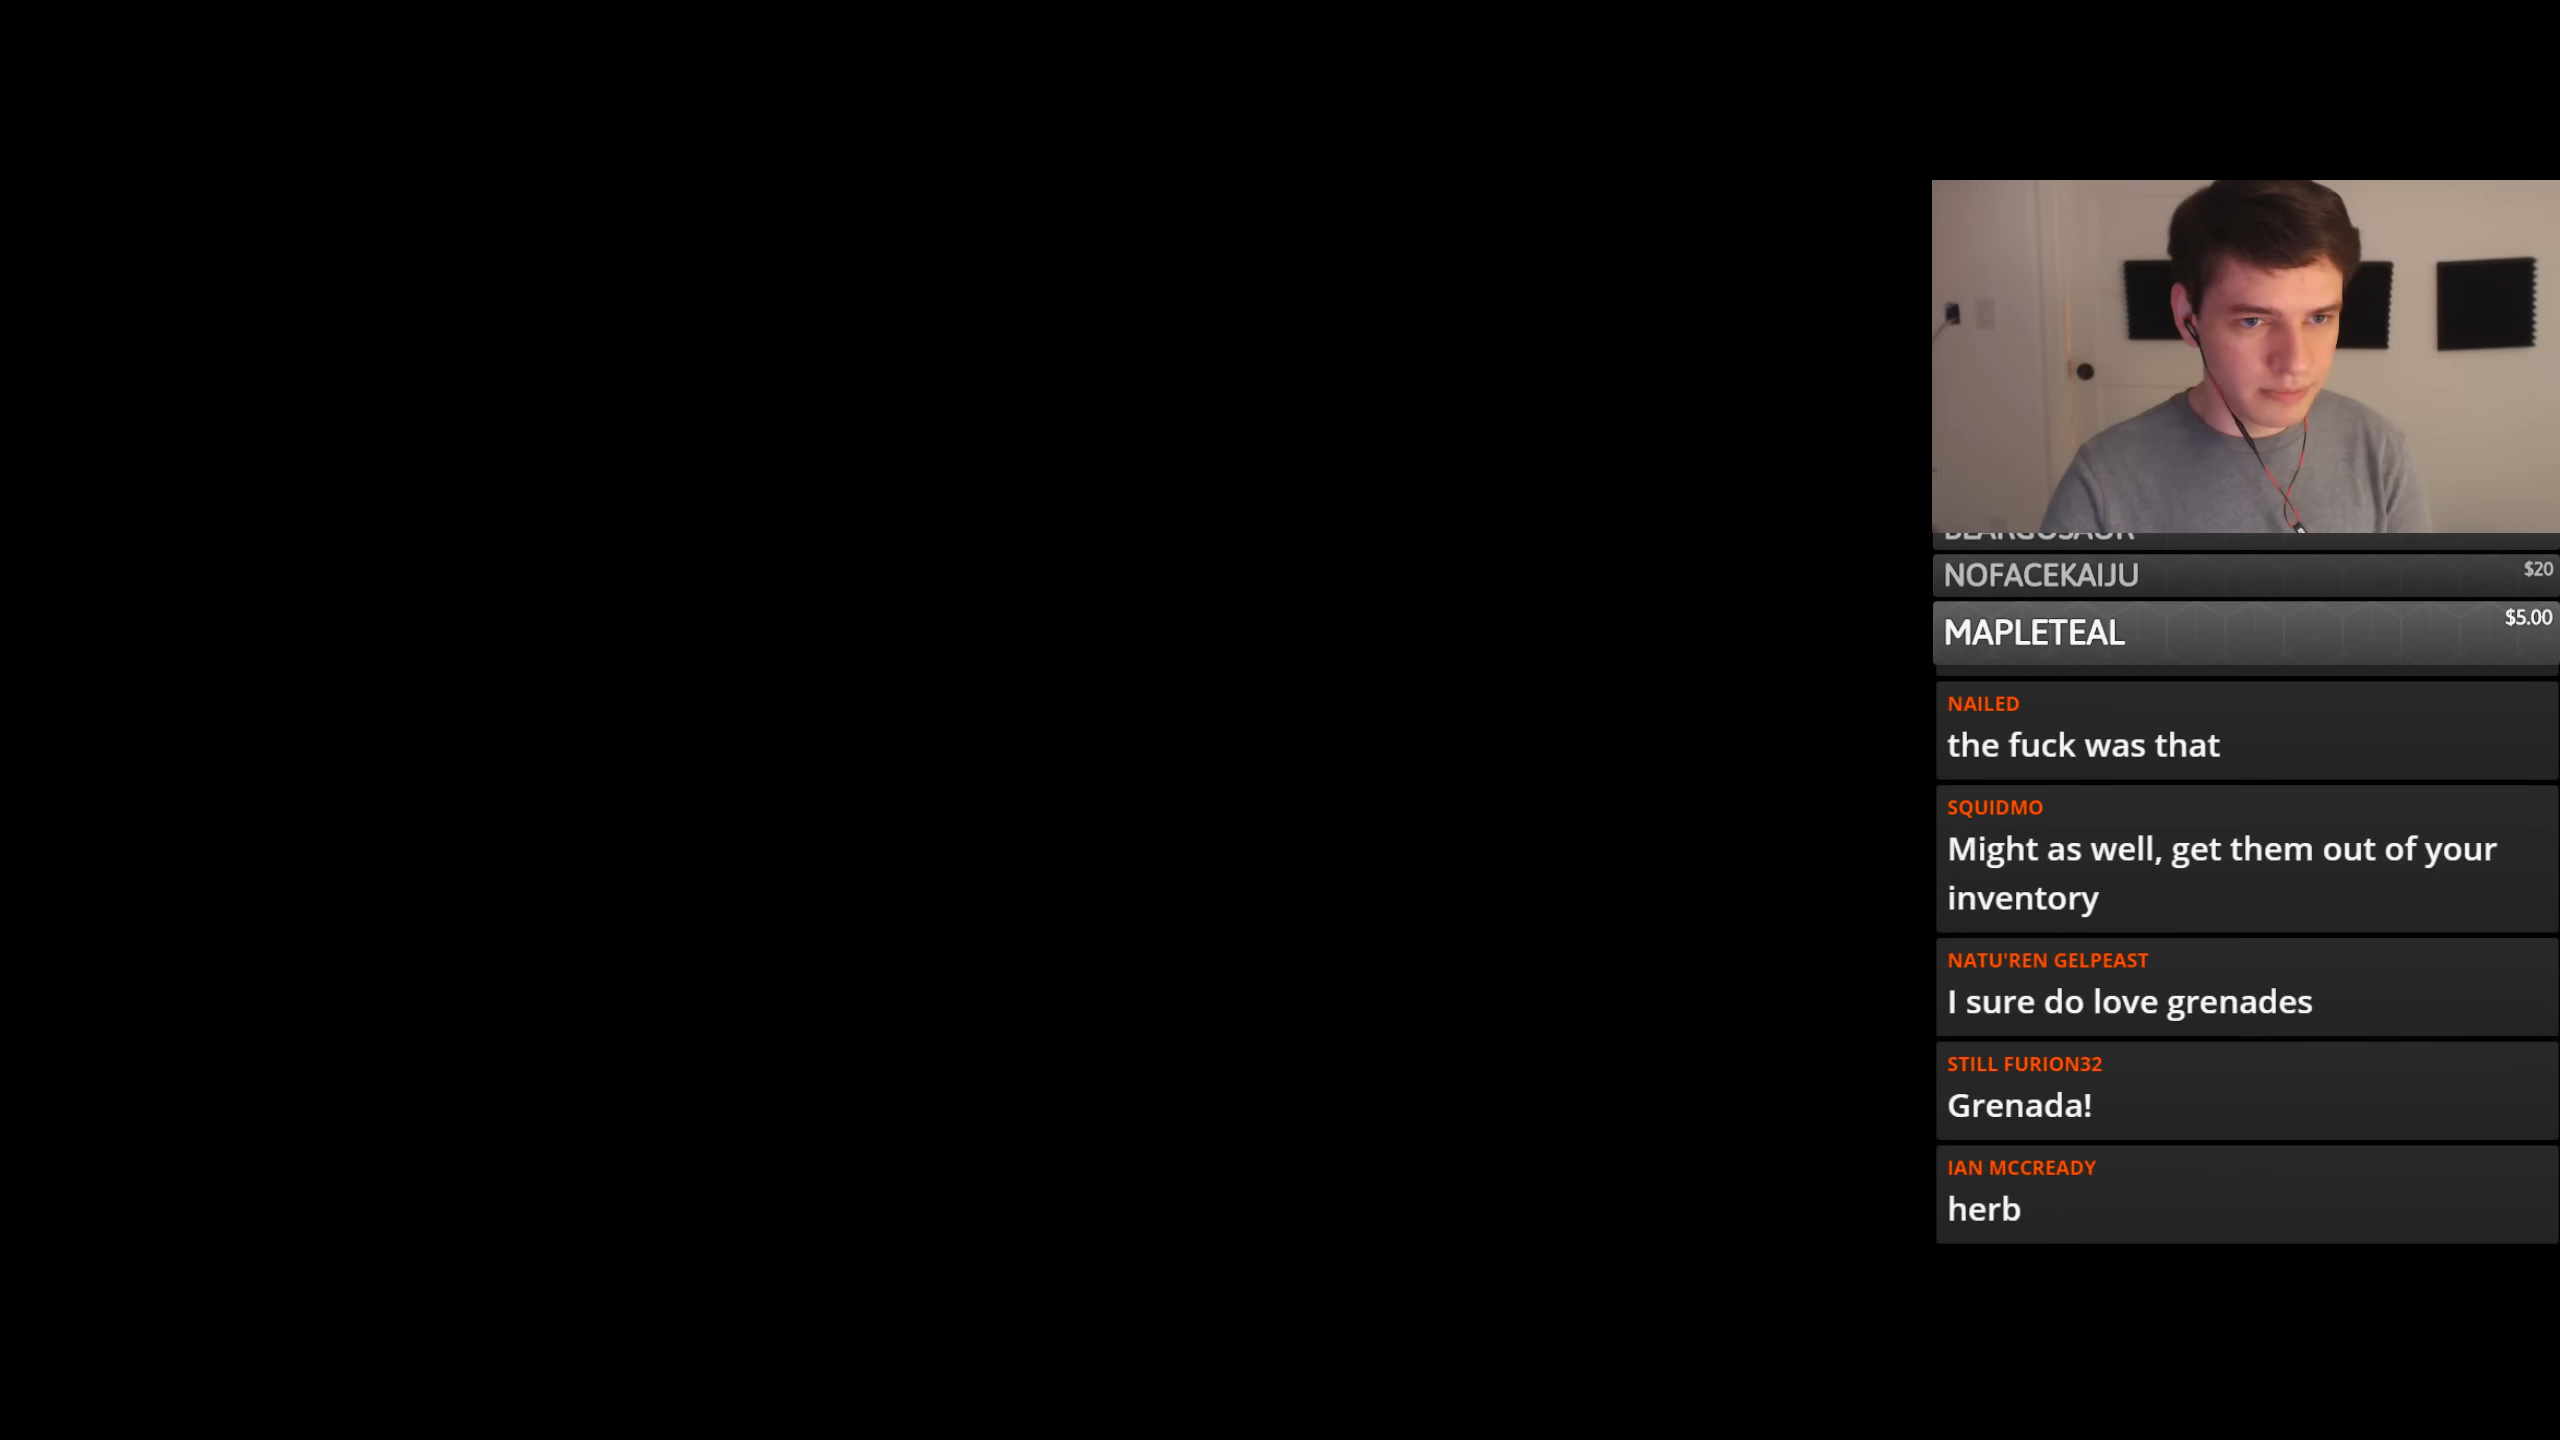 BEARGOSAUR
NOFACEKAIJU
$20
MAPLETEAL
$5.00
NAILED
the fuck was that
SQUIDMO
Might as well, get them out of your
inventory
NATU'REN GELPEAST
I sure do love grenades
STILL FURION32
Grenada!
IAN MCCREADY
herb